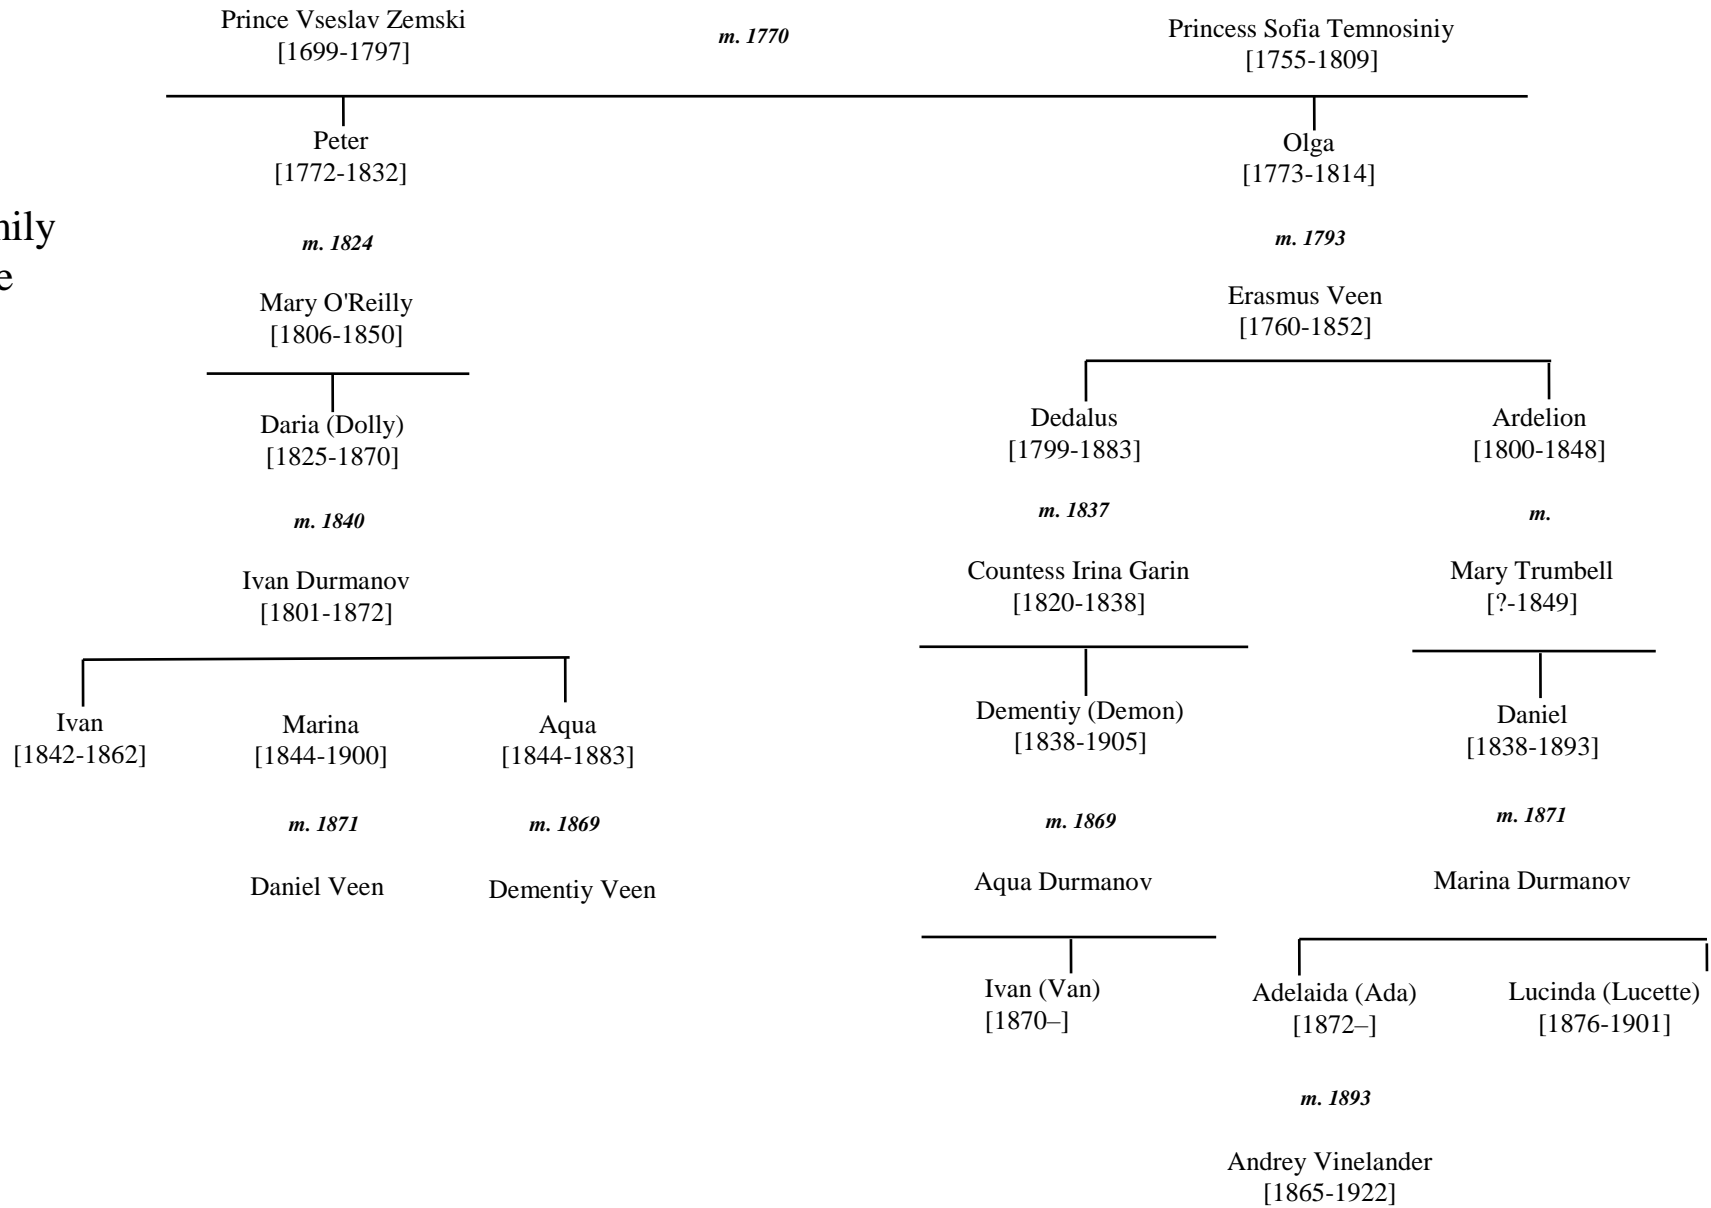 Prince Vseslav Zemski
[1699-1797]
m. 1770
Princess Sofia Temnosiniy
[1755-1809]
Peter
[1772-1832]
Olga
[1773-1814]
m. 1824
m. 1793
Mary O'Reilly
[1806-1850]
Erasmus Veen
[1760-1852]
Daria (Dolly)
[1825-1870]
Dedalus
[1799-1883]
Ardelion
[1800-1848]
m. 1840
m. 1837
m.
Ivan Durmanov
[1801-1872]
Countess Irina Garin
[1820-1838]
Mary Trumbell
[?-1849]
Ivan
[1842-1862]
Marina
[1844-1900]
Aqua
[1844-1883]
Dementiy (Demon)
[1838-1905]
Daniel
[1838-1893]
m. 1871
m. 1869
m. 1869
m. 1871
Daniel Veen
Dementiy Veen
Aqua Durmanov
Marina Durmanov
Ivan (Van)
[1870–]
Adelaida (Ada)
[1872–]
Lucinda (Lucette)
[1876-1901]
m. 1893
Andrey Vinelander
[1865-1922]